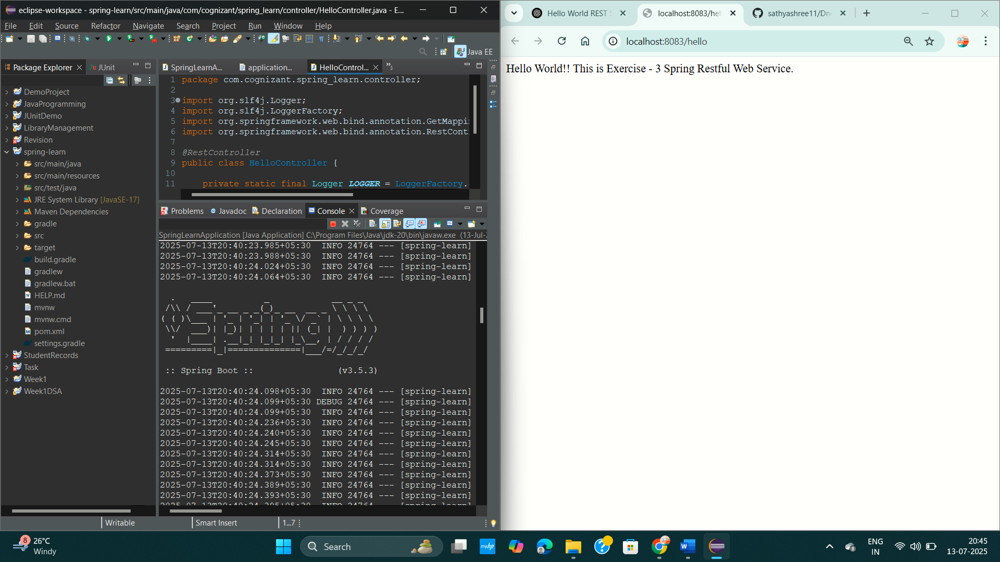 eclipse-workspace - spring-learn/src/main/java/com/cognizant/spring_learn/controller/HelloController.java - E...
File Edit Source Refactor Navigate Search Project Run Window Help
Java EE
Package Explorer
JUnit
DemoProject
JavaProgramming
JUnitDemo
LibraryManagement
Revision
spring-learn
src/main/java
src/main/resources
src/test/java
JRE System Library [JavaSE-17]
Maven Dependencies
gradle
src
target
build.gradle
gradlew
gradlew.bat
HELP.md
mvnw
mvnw.cmd
pom.xml
settings.gradle
StudentRecords
Task
Week1
Week1DSA
SpringLearnA... application... HelloControl... »3
1 package com.cognizant.spring_learn.controller;
2
3 import org.slf4j.Logger;
4 import org.slf4j.LoggerFactory;
5 import org.springframework.web.bind.annotation.GetMappi
6 import org.springframework.web.bind.annotation.RestCont
7
8 @RestController
9 public class HelloController {
10
11 private static final Logger LOGGER = LoggerFactory.
Problems Javadoc Declaration Console Coverage
SpringLearnApplication [Java Application] C:\Program Files\Java\jdk-20\bin\javaw.exe (13-Jul-
2025-07-13T20:40:23.985+05:30 INFO 24764 --- [spring-learn]
2025-07-13T20:40:23.988+05:30 INFO 24764 --- [spring-learn]
2025-07-13T20:40:24.024+05:30 INFO 24764 --- [spring-learn]
2025-07-13T20:40:24.064+05:30 INFO 24764 --- [spring-learn]
Spring
:: Spring Boot :: (v3.5.3)
2025-07-13T20:40:24.098+05:30 INFO 24764 --- [spring-learn]
2025-07-13T20:40:24.099+05:30 DEBUG 24764 --- [spring-learn]
2025-07-13T20:40:24.099+05:30 INFO 24764 --- [spring-learn]
2025-07-13T20:40:24.236+05:30 INFO 24764 --- [spring-learn]
2025-07-13T20:40:24.240+05:30 INFO 24764 --- [spring-learn]
2025-07-13T20:40:24.245+05:30 INFO 24764 --- [spring-learn]
2025-07-13T20:40:24.314+05:30 INFO 24764 --- [spring-learn]
2025-07-13T20:40:24.314+05:30 INFO 24764 --- [spring-learn]
2025-07-13T20:40:24.373+05:30 INFO 24764 --- [spring-learn]
2025-07-13T20:40:24.389+05:30 INFO 24764 --- [spring-learn]
2025-07-13T20:40:24.393+05:30 INFO 24764 --- [spring-learn]
2025-07-13T20:40:24.395+05:30 INFO 24764 --- [spring-learn]
Writable Smart Insert 1...7
Hello World REST S
localhost:8083/hel
sathyashree11/Dn
localhost:8083/hello
Hello World!! This is Exercise - 3 Spring Restful Web Service.
8
26°C
Windy
Search
myhp
ENG
IN
20:45
13-07-2025